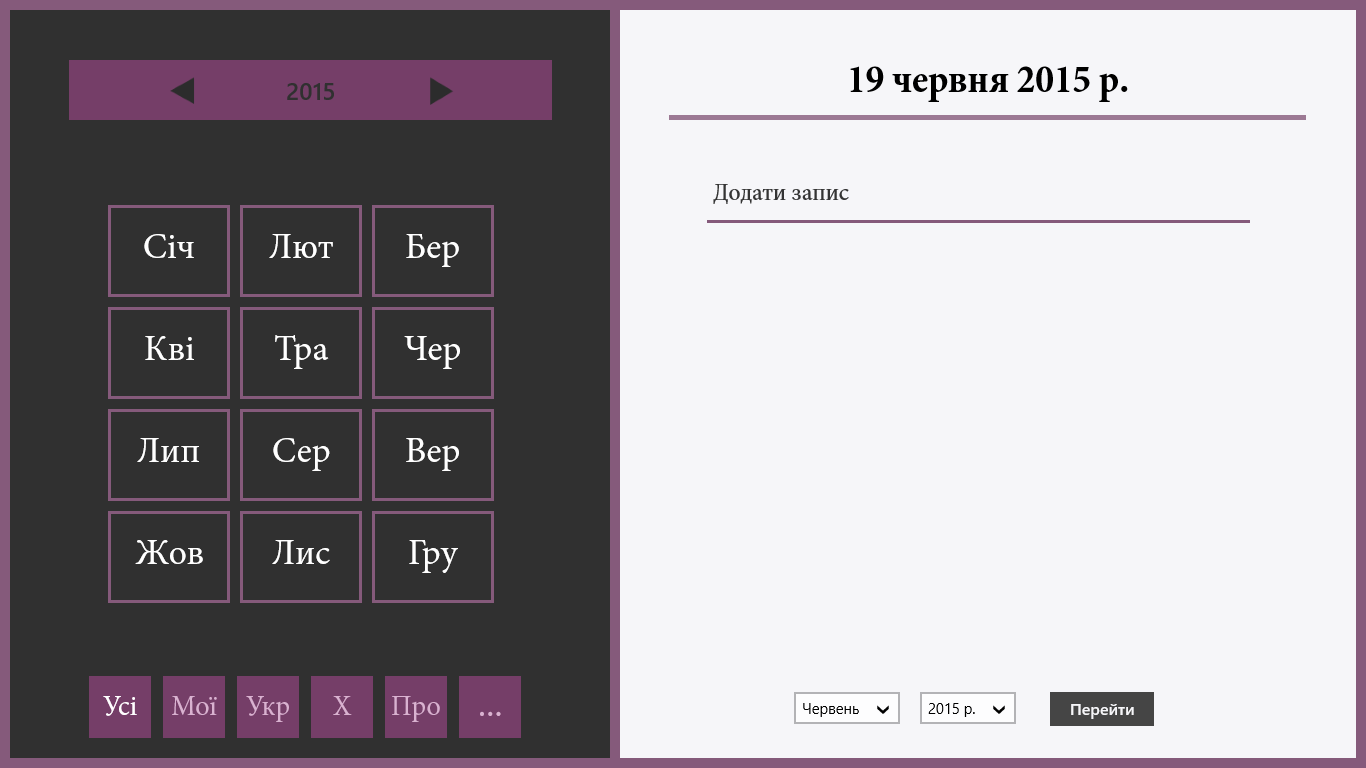 2015
Січ Лют Бер
Кві Тра Чер
Лип Сер Вер
Жов Лис Гру
Усі Мої Укр Х Про ...
19 червня 2015 р.
Додати запис
Червень 2015 р. Перейти